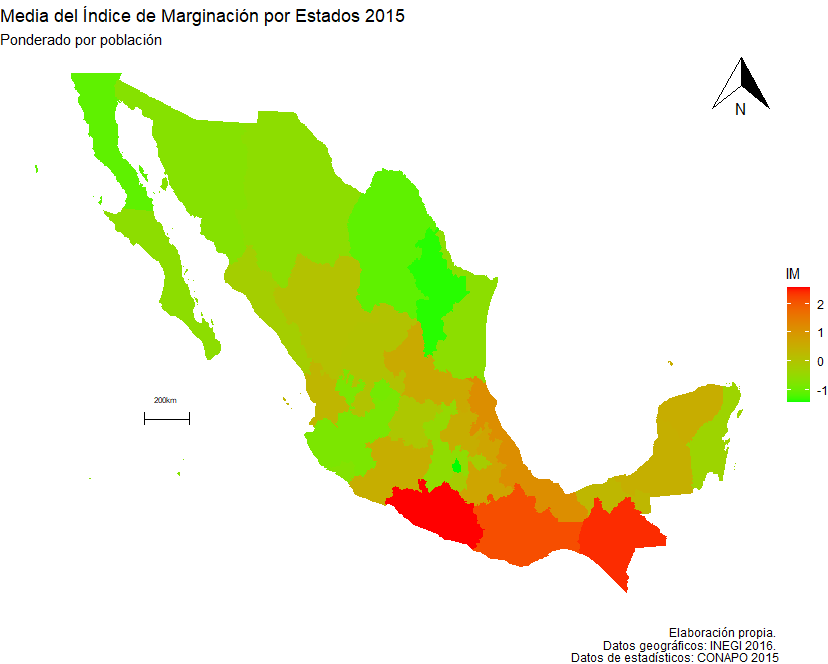 Media del Índice de Marginación por Estados 2015
Ponderado por población
N
IM
2
1
0
-1
200km
Elaboración propia.
Datos geográficos: INEGI 2016.
Datos de estadísticos: CONAPO 2015